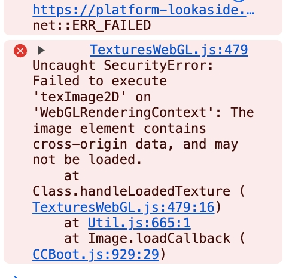 https://platform-lookaside.…
net::ERR_FAILED
TexturesWebGL.js:479
Uncaught SecurityError:
Failed to execute
'texImage2D' on
'WebGLRenderingContext': The
image element contains
cross-origin data, and may
not be loaded.
at
Class.handleLoadedTexture (
TexturesWebGL.js:479:16)
at Util.js:665:1
at Image.loadCallback (
CCBoot.js:929:29)